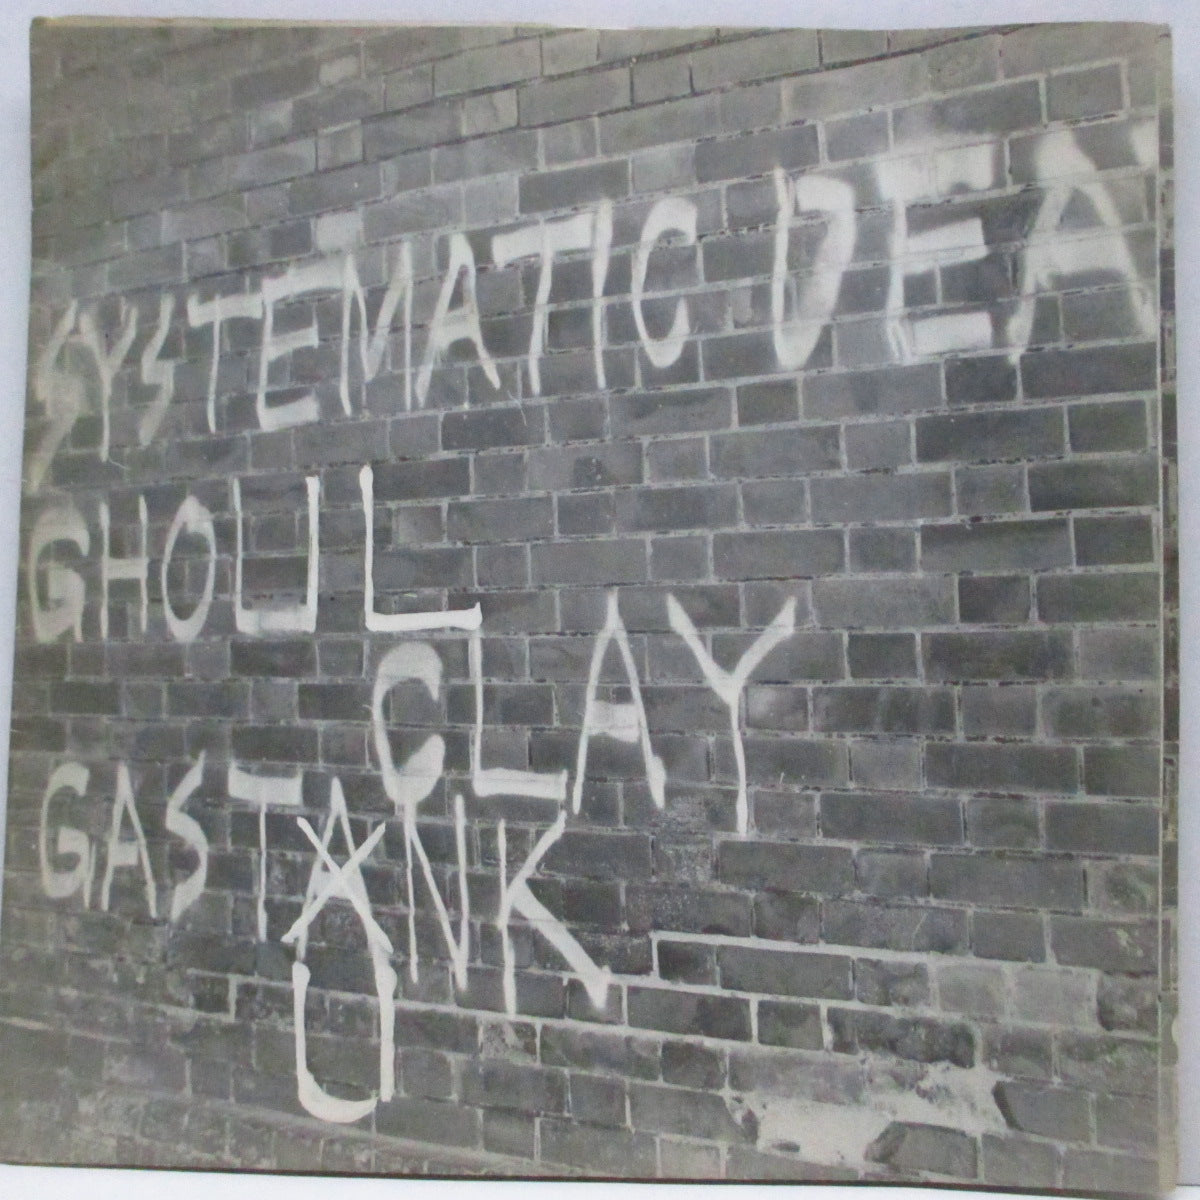 SYSTEMATIC DEA
GHOUL
CLAY
GAS TANK
U